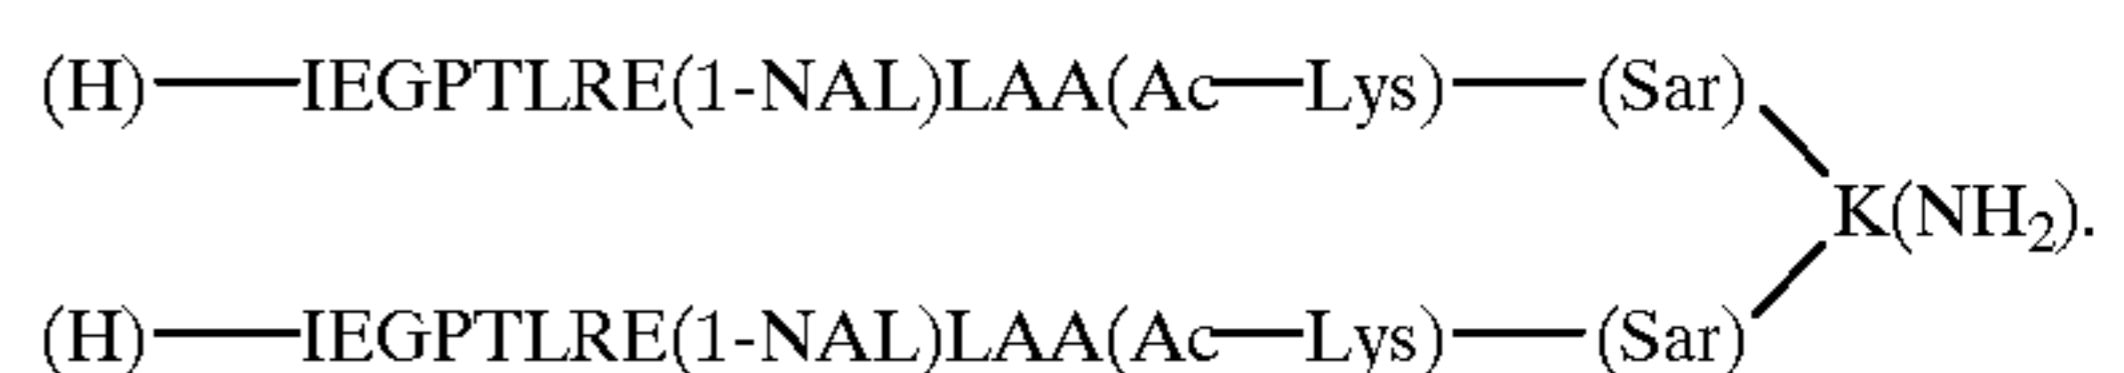 (H)—IEGPTLRE(1-NAL)LAA(Ac—Lys)—(Sar)
K(NH₂).
(H)—IEGPTLRE(1-NAL)LAA(Ac—Lys)—(Sar)